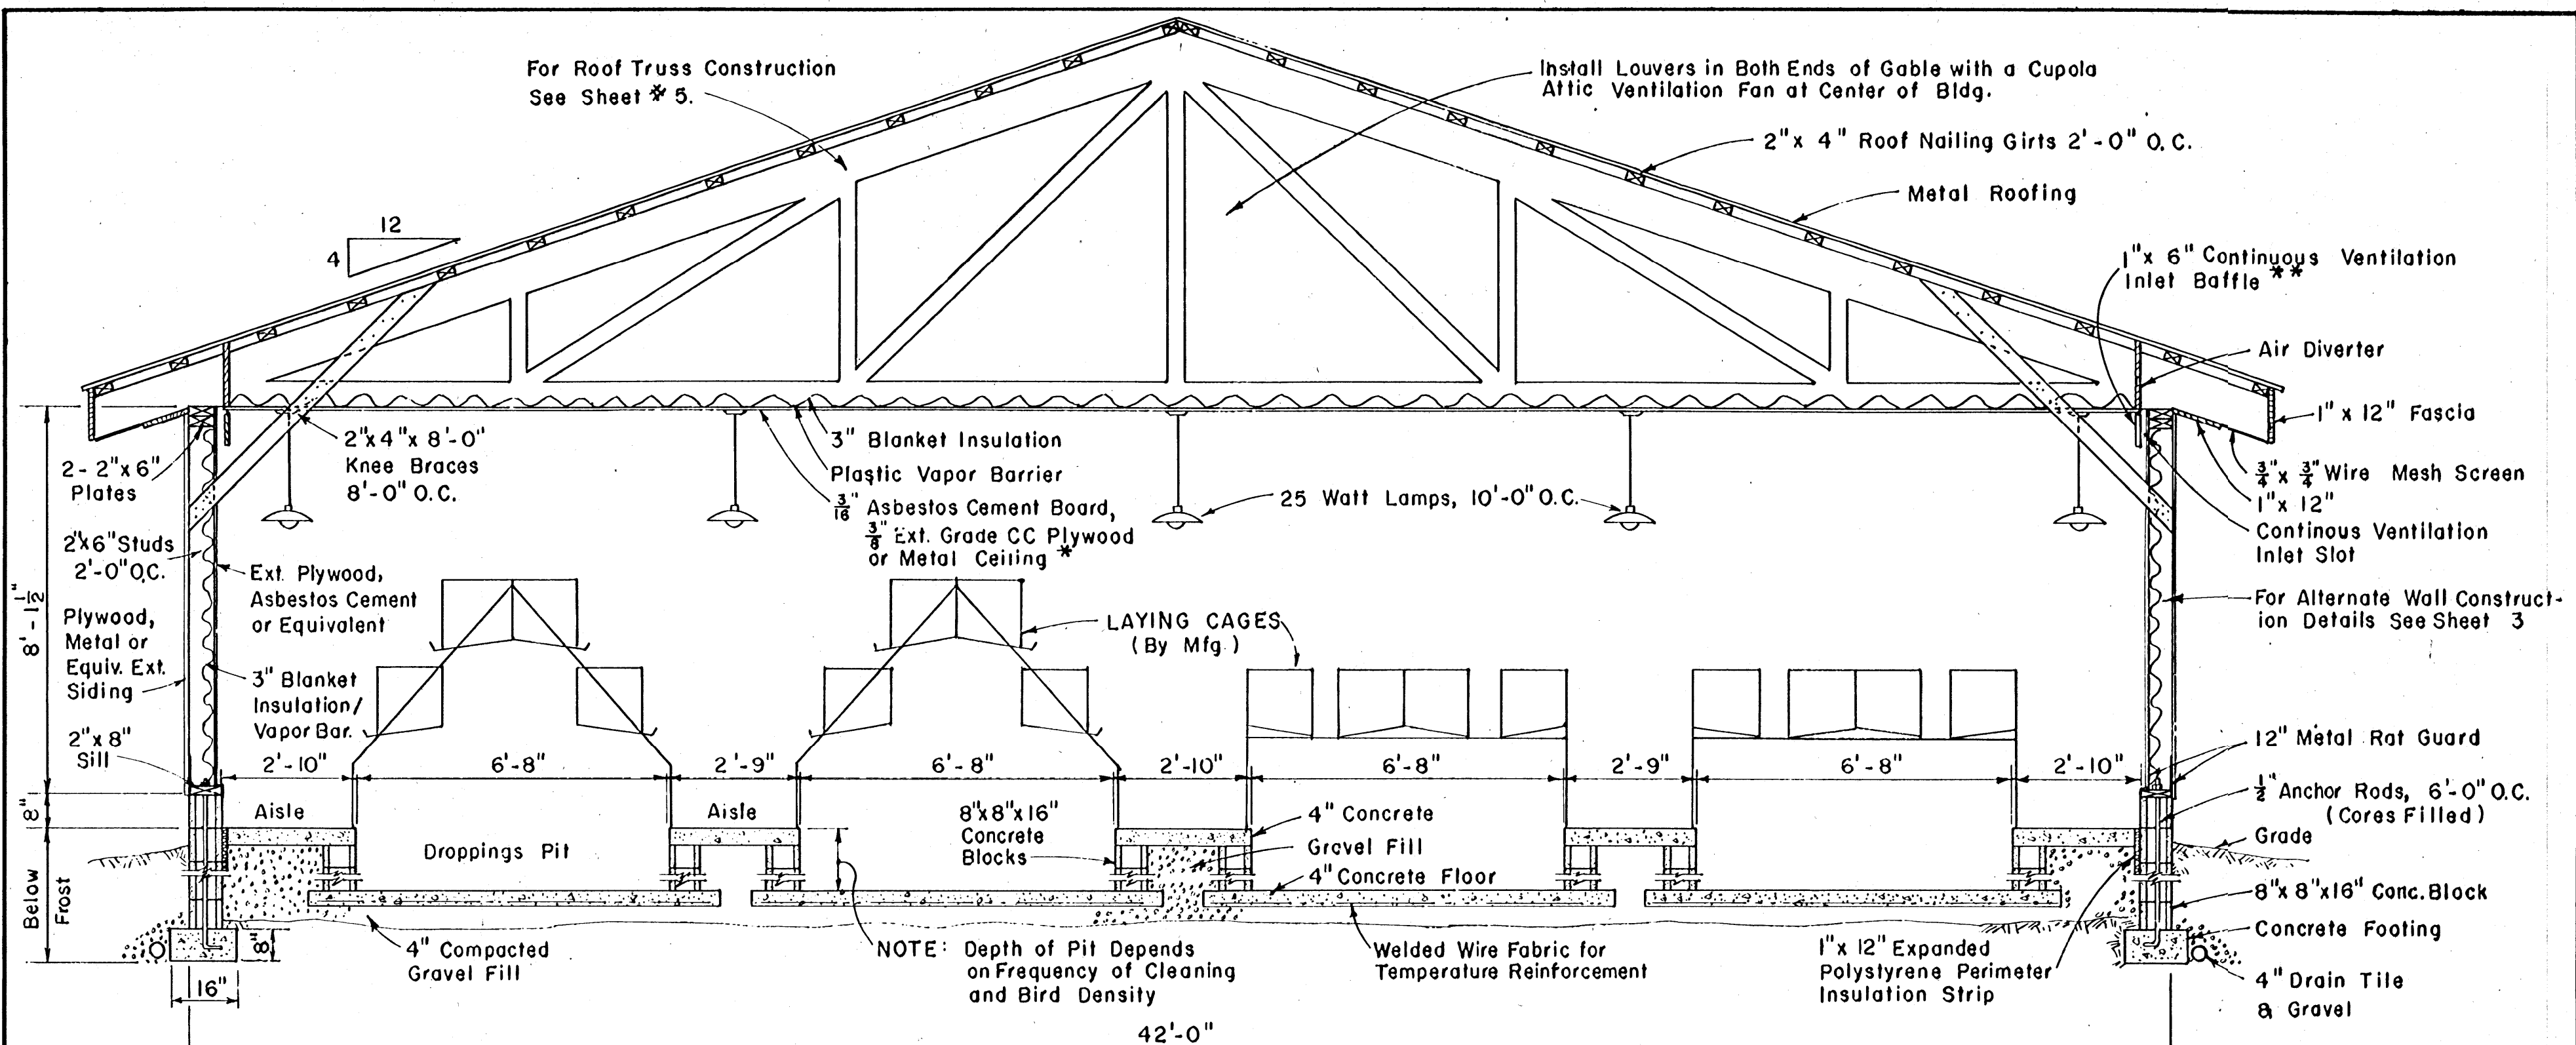 For Roof Truss Construction
See Sheet # 5.
Install Louvers in Both Ends of Gable with a Cupola
Attic Ventilation Fan at Center of Bldg.
2" x 4" Roof Nailing Girts 2'-0" O.C.
Metal Roofing
12
4
1" x 6" Continuous Ventilation
Inlet Baffle **
Air Diverter
1" x 12" Fascia
3/4" x 3/4" Wire Mesh Screen
1" x 12"
Continous Ventilation
Inlet Slot
For Alternate Wall Construct-
ion Details See Sheet 3
2 - 2" x 6"
Plates
2" x 4" x 8'-0"
Knee Braces
8'-0" O.C.
3" Blanket Insulation
Plastic Vapor Barrier
3/16" Asbestos Cement Board,
3/8" Ext. Grade CC Plywood
or Metal Ceiling *
25 Watt Lamps, 10'-0" O.C.
2"x6" Studs
2'-0" O.C.
8'-1 1/2"
Ext. Plywood,
Asbestos Cement
or Equivalent
Plywood,
Metal or
Equiv. Ext.
Siding
3" Blanket
Insulation/
Vapor Bar.
2" x 8"
Sill
LAYING CAGES
(By Mfg.)
12" Metal Rat Guard
1/2" Anchor Rods, 6'-0" O.C.
(Cores Filled)
Grade
2'-10"
6'-8"
2'-9"
6'-8"
2'-10"
6'-8"
2'-9"
6'-8"
2'-10"
8"
Aisle
Aisle
Droppings Pit
8"x8"x16"
Concrete
Blocks
4" Concrete
Gravel Fill
4" Concrete Floor
8"x 8"x16" Conc. Block
Concrete Footing
Below
Frost
8"
16"
4" Compacted
Gravel Fill
NOTE: Depth of Pit Depends
on Frequency of Cleaning
and Bird Density
Welded Wire Fabric for
Temperature Reinforcement
1" x 12" Expanded
Polystyrene Perimeter
Insulation Strip
4" Drain Tile
& Gravel
42'-0"